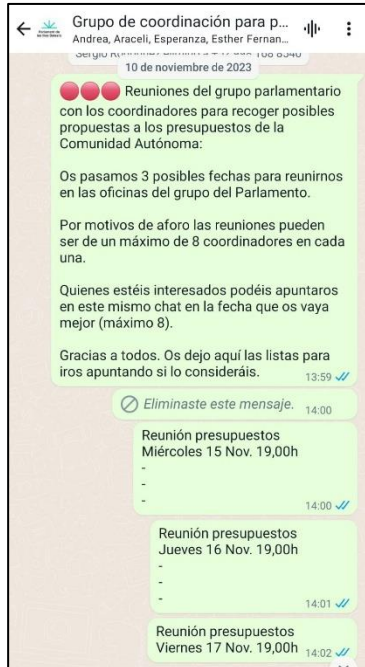 Grupo de coordinación para p...
Andrea, Araceli, Esperanza, Esther Fernan...
10 de noviembre de 2023
🔴🔴🔴 Reuniones del grupo parlamentario
con los coordinadores para recoger posibles
propuestas a los presupuestos de la
Comunidad Autónoma:
Os pasamos 3 posibles fechas para reunirnos
en las oficinas del grupo del Parlamento.
Por motivos de aforo las reuniones pueden
ser de un máximo de 8 coordinadores en cada
una.
Quienes estéis interesados podéis apuntaros
en este mismo chat en la fecha que os vaya
mejor (máximo 8).
Gracias a todos. Os dejo aquí las listas para
iros apuntando si lo consideráis.
13:59
Eliminaste este mensaje. 14:00
Reunión presupuestos
Miércoles 15 Nov. 19,00h
-
-
-
14:00
Reunión presupuestos
Jueves 16 Nov. 19,00h
-
-
-
14:01
Reunión presupuestos
Viernes 17 Nov. 19,00h 14:02